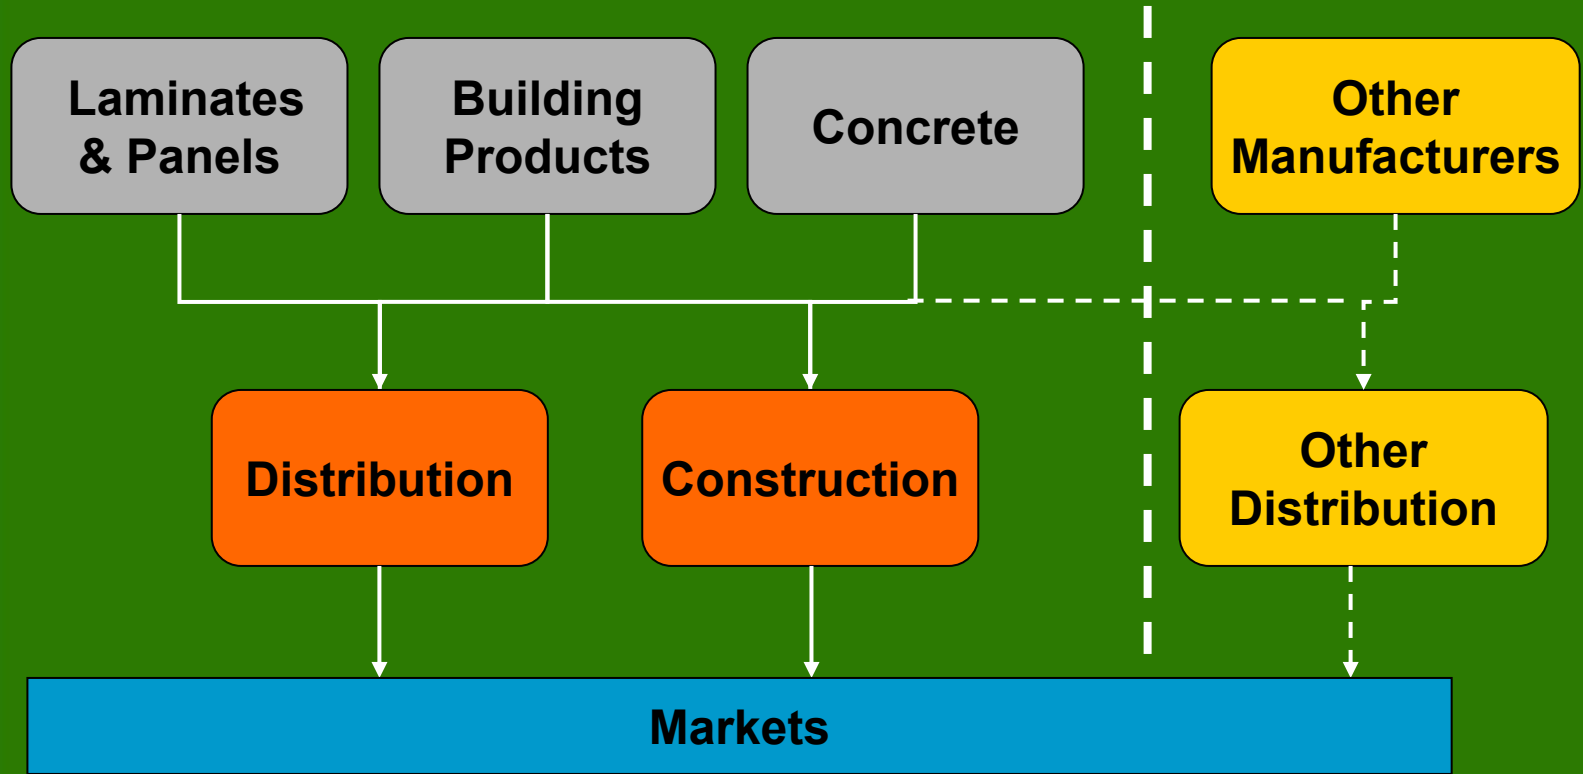 Laminates
& Panels
Building
Products
Concrete
Other
Manufacturers
Distribution
Construction
Other
Distribution
Markets